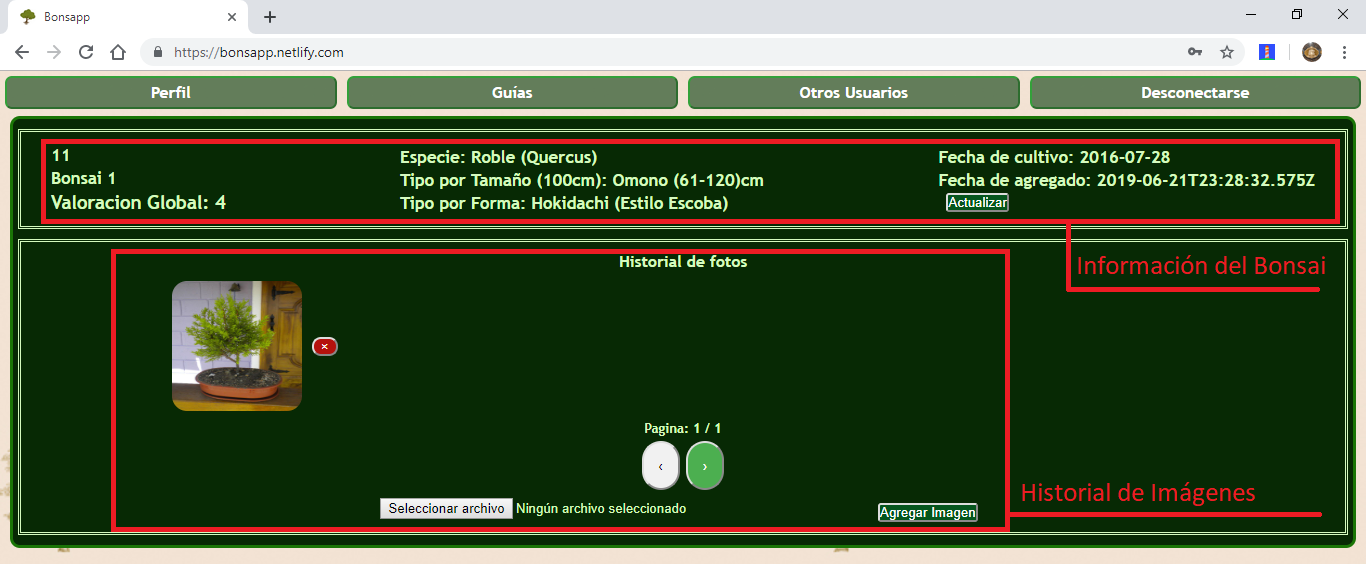 Bonsapp
https://bonsapp.netlify.com
Perfil
Guías
Otros Usuarios
Desconectarse
11
Bonsai 1
Valoracion Global: 4
Especie: Roble (Quercus)
Tipo por Tamaño (100cm): Omono (61-120)cm
Tipo por Forma: Hokidachi (Estilo Escoba)
Fecha de cultivo: 2016-07-28
Fecha de agregado: 2019-06-21T23:28:32.575Z
Actualizar
Información del Bonsai
Historial de fotos
×
Pagina: 1 / 1
‹
›
Seleccionar archivo Ningún archivo seleccionado
Agregar Imagen
Historial de Imágenes